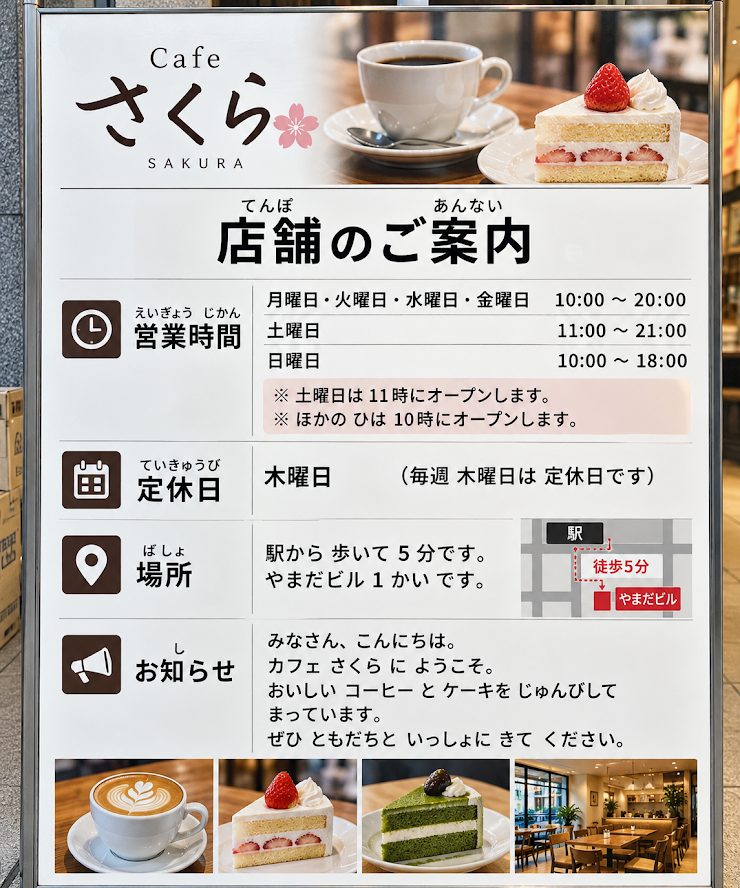 Cafe
さくら
SAKURA
てんぽ あんない
店舗のご案内
えいぎょう じかん
営業時間
月曜日・火曜日・水曜日・金曜日 10:00 ～ 20:00
土曜日 11:00 ～ 21:00
日曜日 10:00 ～ 18:00
※ 土曜日は 11時にオープンします。
※ ほかの ひは 10時にオープンします。
ていきゅうび
定休日
木曜日 （毎週 木曜日は 定休日です）
ばしょ
場所
駅から 歩いて 5 分です。
やまだビル 1 かい です。
駅
徒歩5分
やまだビル
し
お知らせ
みなさん、こんにちは。
カフェ さくら に ようこそ。
おいしい コーヒー と ケーキを じゅんびして
まっています。
ぜひ ともだちと いっしょに きて ください。